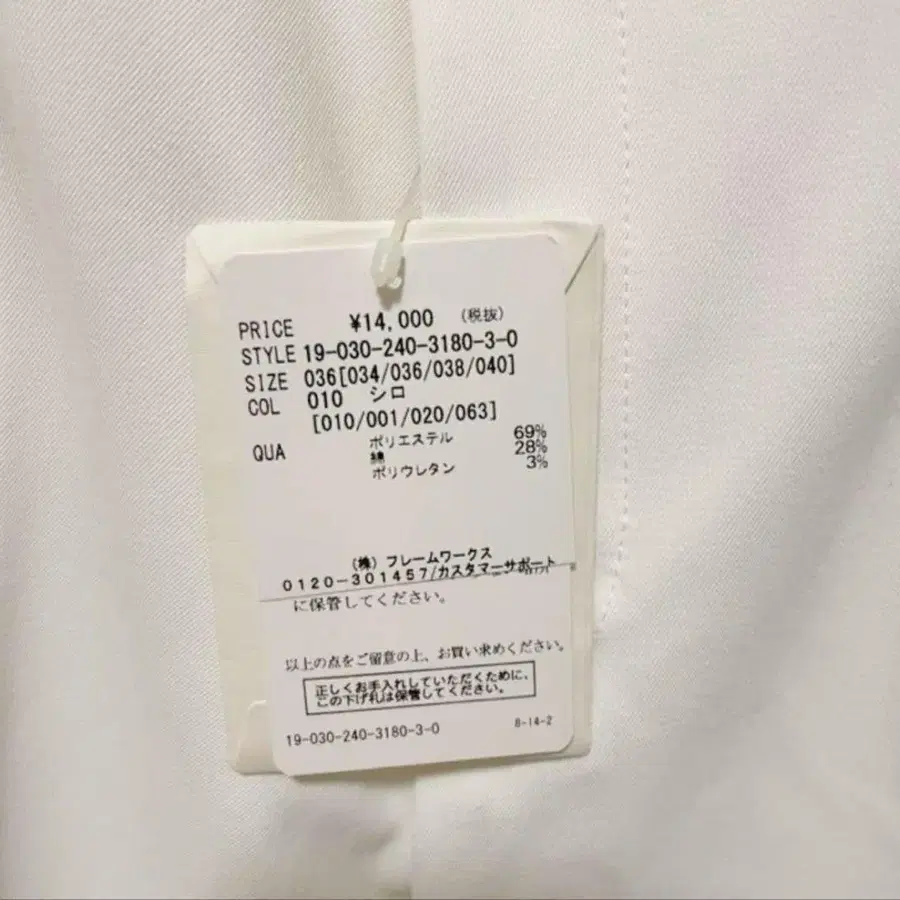 PRICE ¥14,000 (税抜)
STYLE 19-030-240-3180-3-0
SIZE 036[034/036/038/040]
COL 010 シロ
[010/001/020/063]
QUA ポリエステル 69%
綿 28%
ポリウレタン 3%
(株) フレームワークス
0120-301457/カスタマーサポート
に保管してください。
以上の点をご留意の上、お買い求めください。
正しくお手入れしていただくために、
この下げ札は保管してください。
19-030-240-3180-3-0 8-14-2